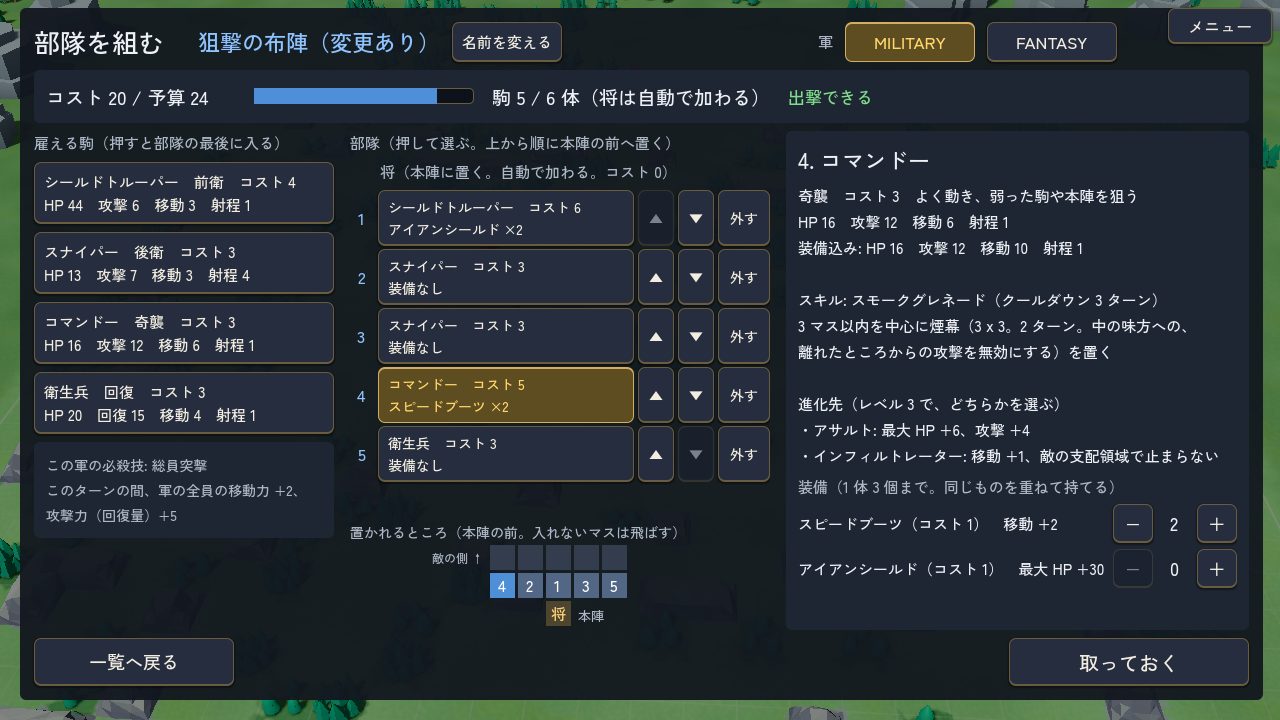 部隊を組む
狙撃の布陣（変更あり）
名前を変える
軍
MILITARY
FANTASY
メニュー
コスト 20 / 予算 24
駒 5 / 6 体（将は自動で加わる）
出撃できる
雇える駒（押すと部隊の最後に入る）
シールドトルーパー　前衛　コスト 4
HP 44　攻撃 6　移動 3　射程 1
スナイパー　後衛　コスト 3
HP 13　攻撃 7　移動 3　射程 4
コマンドー　奇襲　コスト 3
HP 16　攻撃 12　移動 6　射程 1
衛生兵　回復　コスト 3
HP 20　回復 15　移動 4　射程 1
この軍の必殺技: 総員突撃
このターンの間、軍の全員の移動力 +2、
攻撃力（回復量）+5
部隊（押して選ぶ。上から順に本陣の前へ置く）
将（本陣に置く。自動で加わる。コスト 0）
1
シールドトルーパー　コスト 6
アイアンシールド ×2
▲
▼
外す
2
スナイパー　コスト 3
装備なし
▲
▼
外す
3
スナイパー　コスト 3
装備なし
▲
▼
外す
4
コマンドー　コスト 5
スピードブーツ ×2
▲
▼
外す
5
衛生兵　コスト 3
装備なし
▲
▼
外す
置かれるところ（本陣の前。入れないマスは飛ばす）
敵の側 ↑
4 2 1 3 5
将 本陣
4. コマンドー
奇襲　コスト 3　よく動き、弱った駒や本陣を狙う
HP 16　攻撃 12　移動 6　射程 1
装備込み: HP 16　攻撃 12　移動 10　射程 1
スキル: スモークグレネード（クールダウン 3 ターン）
3 マス以内を中心に煙幕（3 x 3。2 ターン。中の味方への、
離れたところからの攻撃を無効にする）を置く
進化先（レベル 3 で、どちらかを選ぶ）
・アサルト: 最大 HP +6、攻撃 +4
・インフィルトレーター: 移動 +1、敵の支配領域で止まらない
装備（1 体 3 個まで。同じものを重ねて持てる）
スピードブーツ（コスト 1）　移動 +2
−
2
+
アイアンシールド（コスト 1）　最大 HP +30
−
0
+
一覧へ戻る
取っておく